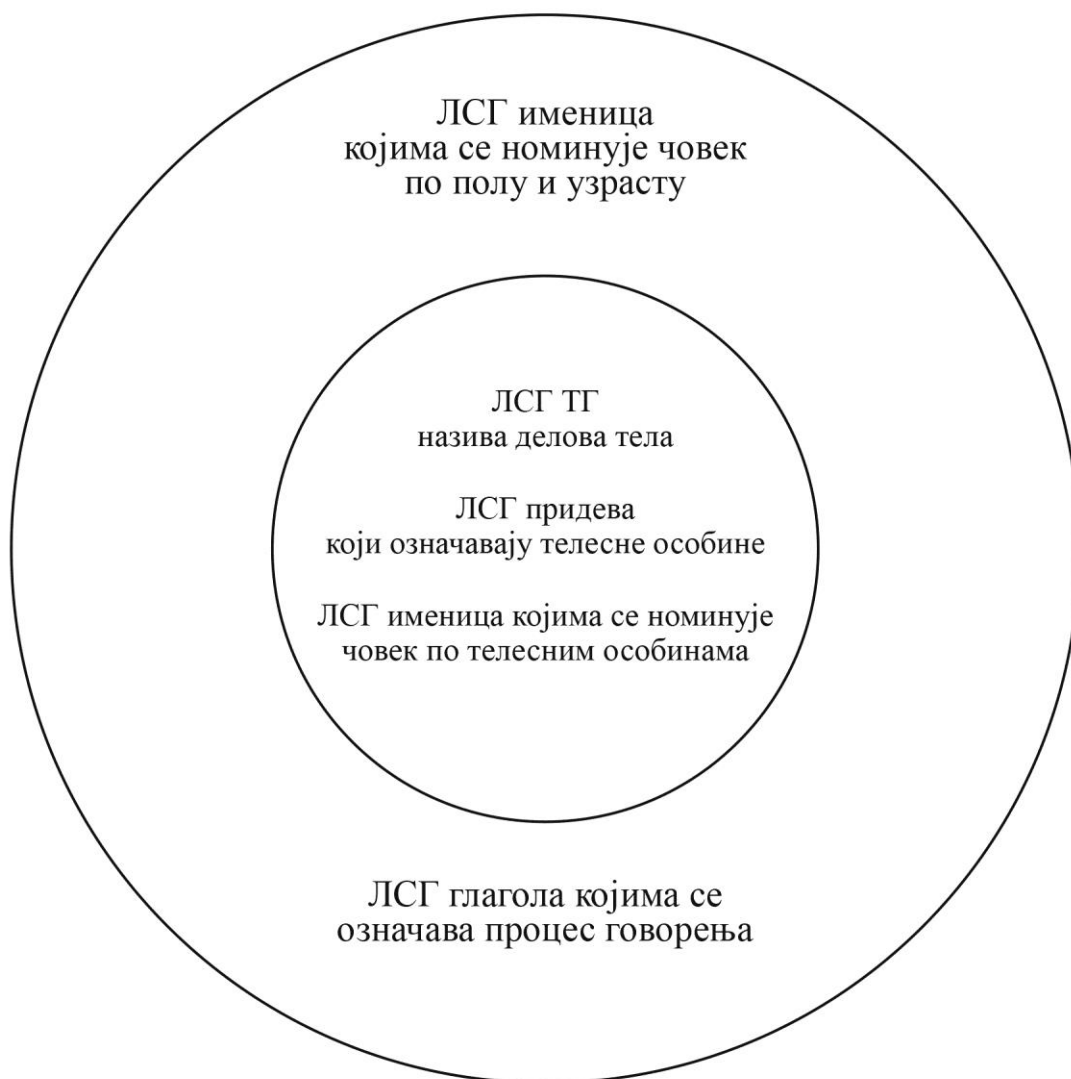 ЛСГ именица
којима се номинује човек
по полу и узрасту
ЛСГ ТГ
назива делова тела
ЛСГ придева
који означавају телесне особине
ЛСГ именица којима се номинује
човек по телесним особинама
ЛСГ глагола којима се
означава процес говорења